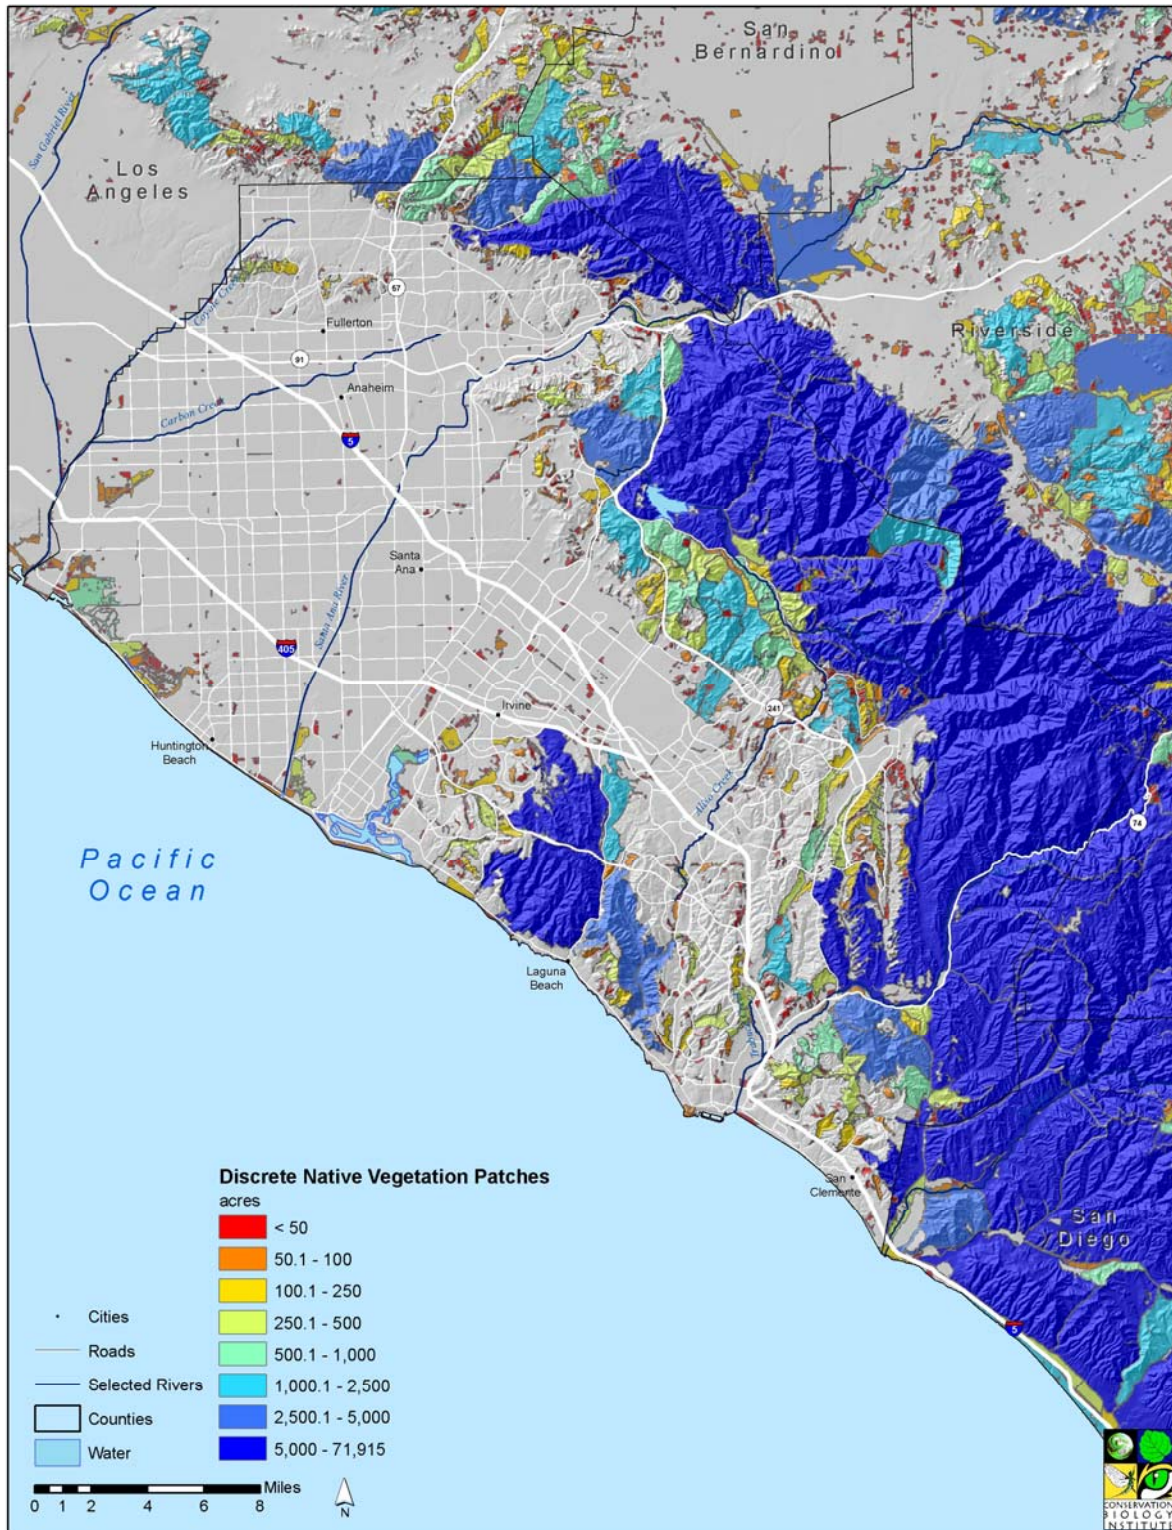 San
Bernardino
San Gabriel River
Los
Angeles
Coyote Creek
57
Fullerton
Riverside
91
Anaheim
Carbon Creek
5
Santa
Ana
Santa Ana River
405
Irvine
241
Huntington
Beach
Aliso Creek
74
Pacific
Ocean
Laguna
Beach
San
Clemente
San
Diego
5
Discrete Native Vegetation Patches
acres
< 50
50.1 - 100
100.1 - 250
250.1 - 500
500.1 - 1,000
1,000.1 - 2,500
2,500.1 - 5,000
5,000 - 71,915
Cities
Roads
Selected Rivers
Counties
Water
Miles
0 1 2 4 6 8
N
CONSERVATION
BIOLOGY
INSTITUTE